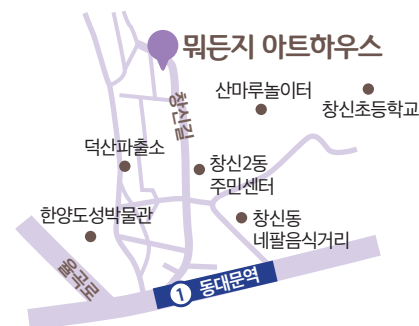 뭐든지 아트하우스
산마루놀이터
창신초등학교
창신길
덕산파출소
창신2동
주민센터
한양도성박물관
창신동
네팔음식거리
율곡로
1 동대문역